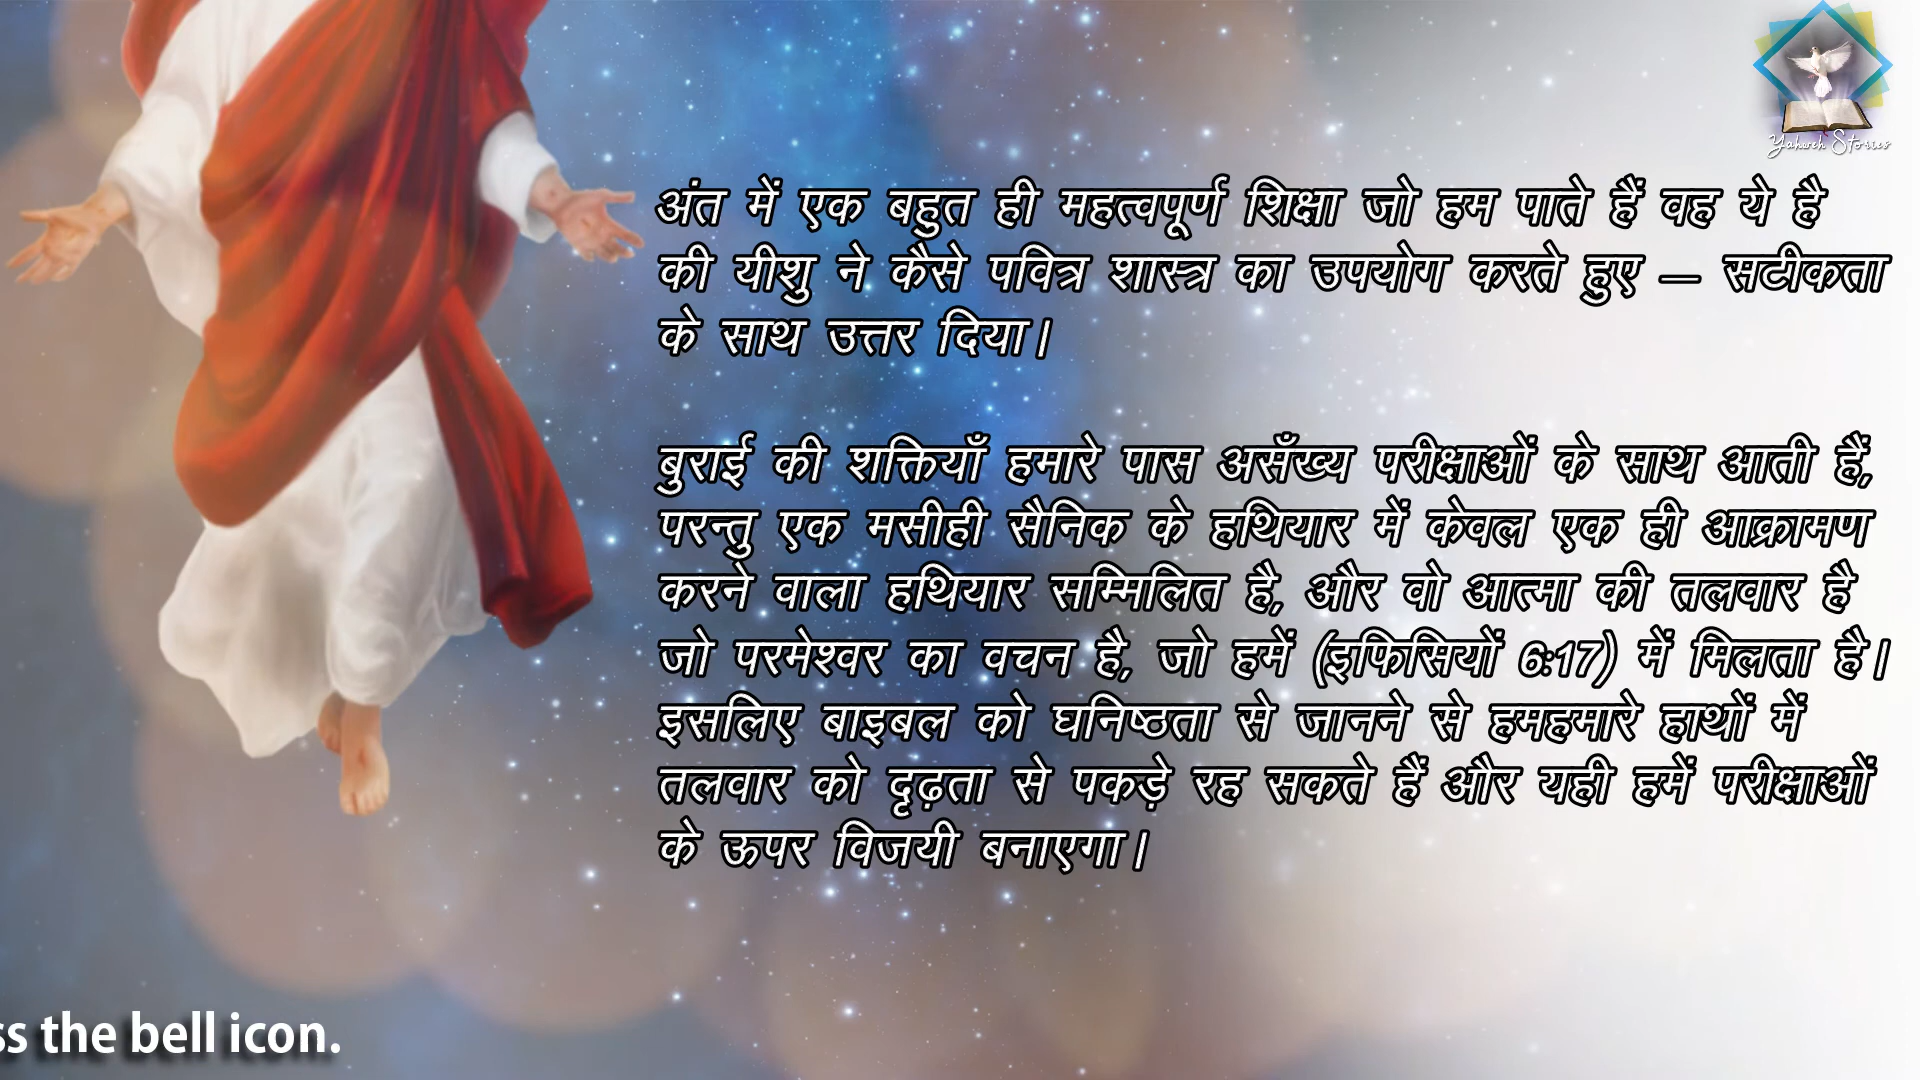 Yahweh Stories
अंत में एक बहुत ही महत्वपूर्ण शिक्षा जो हम पाते हैं वह ये है
की यीशु ने कैसे पवित्र शास्त्र का उपयोग करते हुए – सटीकता
के साथ उत्तर दिया।
बुराई की शक्तियाँ हमारे पास असँख्य परीक्षाओं के साथ आती हैं,
परन्तु एक मसीही सैनिक के हथियार में केवल एक ही आक्रामण
करने वाला हथियार सम्मिलित है, और वो आत्मा की तलवार है
जो परमेश्वर का वचन है, जो हमें (इफिसियों 6:17) में मिलता है।
इसलिए बाइबल को घनिष्ठता से जानने से हमहमारे हाथों में
तलवार को दृढ़ता से पकड़े रह सकते हैं और यही हमें परीक्षाओं
के ऊपर विजयी बनाएगा।
ss the bell icon.